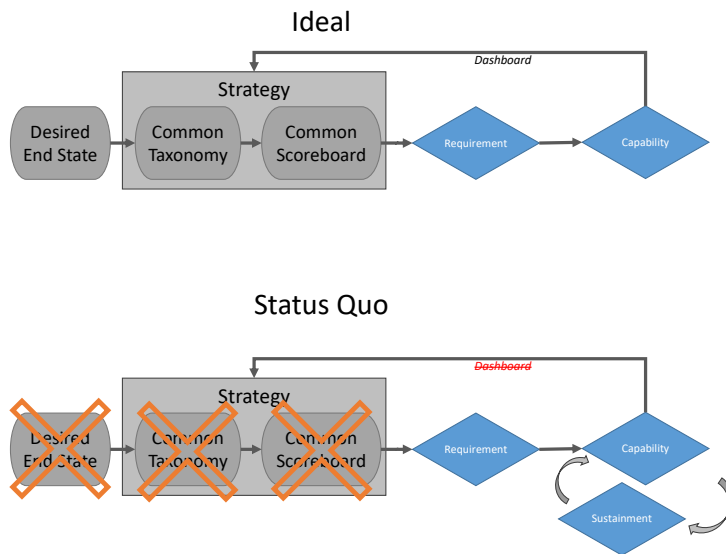 Ideal
Dashboard
Strategy
Desired
End State
Common
Taxonomy
Common
Scoreboard
Requirement
Capability
Status Quo
Dashboard
Strategy
Desired
End State
Common
Taxonomy
Common
Scoreboard
Requirement
Capability
Sustainment